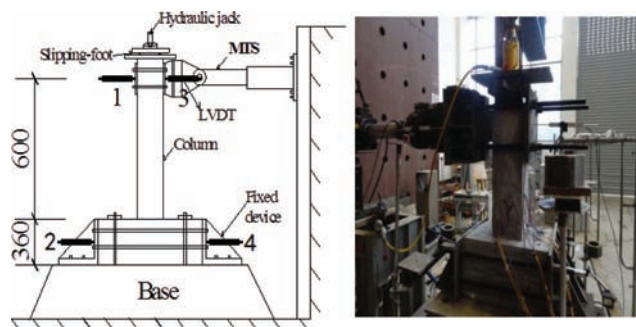 Hydraulic jack
Slipping-foot
MTS
1
3
LVDT
600
Column
Fixed
device
360
2
4
Base